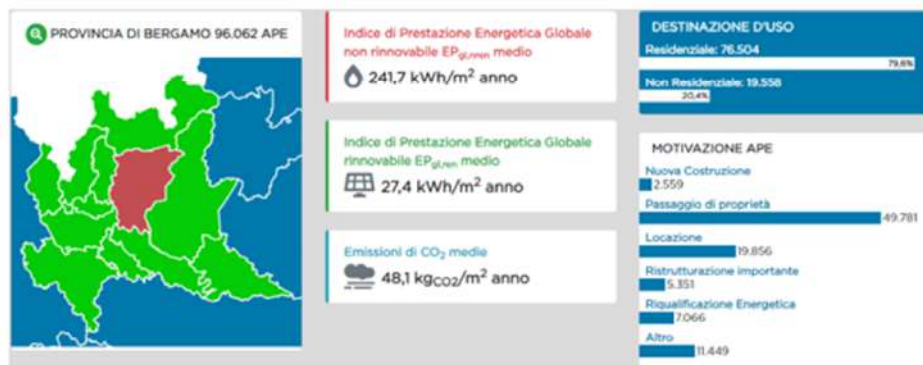 PROVINCIA DI BERGAMO 96.062 APE
Indice di Prestazione Energetica Globale
non rinnovabile EPgl,nren medio
241,7 kWh/m² anno
Indice di Prestazione Energetica Globale
rinnovabile EPgl,ren medio
27,4 kWh/m² anno
Emissioni di CO₂ medie
48,1 kgCO2/m² anno
DESTINAZIONE D'USO
Residenziale: 76.504
79,6%
Non Residenziale: 19.558
20,4%
MOTIVAZIONE APE
Nuova Costruzione
2.559
Passaggio di proprietà
49.781
Locazione
19.856
Ristrutturazione importante
5.351
Riqualificazione Energetica
7.066
Altro
11.449